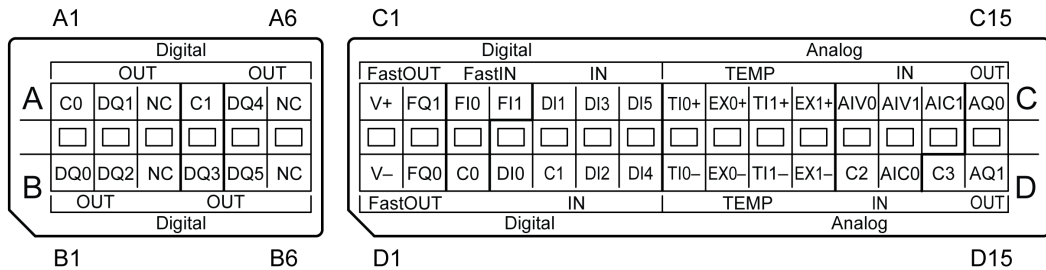 A1 A6 C1 C15
Digital Digital Analog
OUT OUT FastOUT FastIN IN TEMP IN OUT
A C0 DQ1 NC C1 DQ4 NC V+ FQ1 FI0 FI1 DI1 DI3 DI5 TI0+ EX0+ TI1+ EX1+ AIV0 AIV1 AIC1 AQ0 C
B DQ0 DQ2 NC DQ3 DQ5 NC V– FQ0 C0 DI0 C1 DI2 DI4 TI0– EX0– TI1– EX1– C2 AIC0 C3 AQ1 D
OUT OUT FastOUT IN TEMP IN OUT
Digital Digital Analog
B1 B6 D1 D15